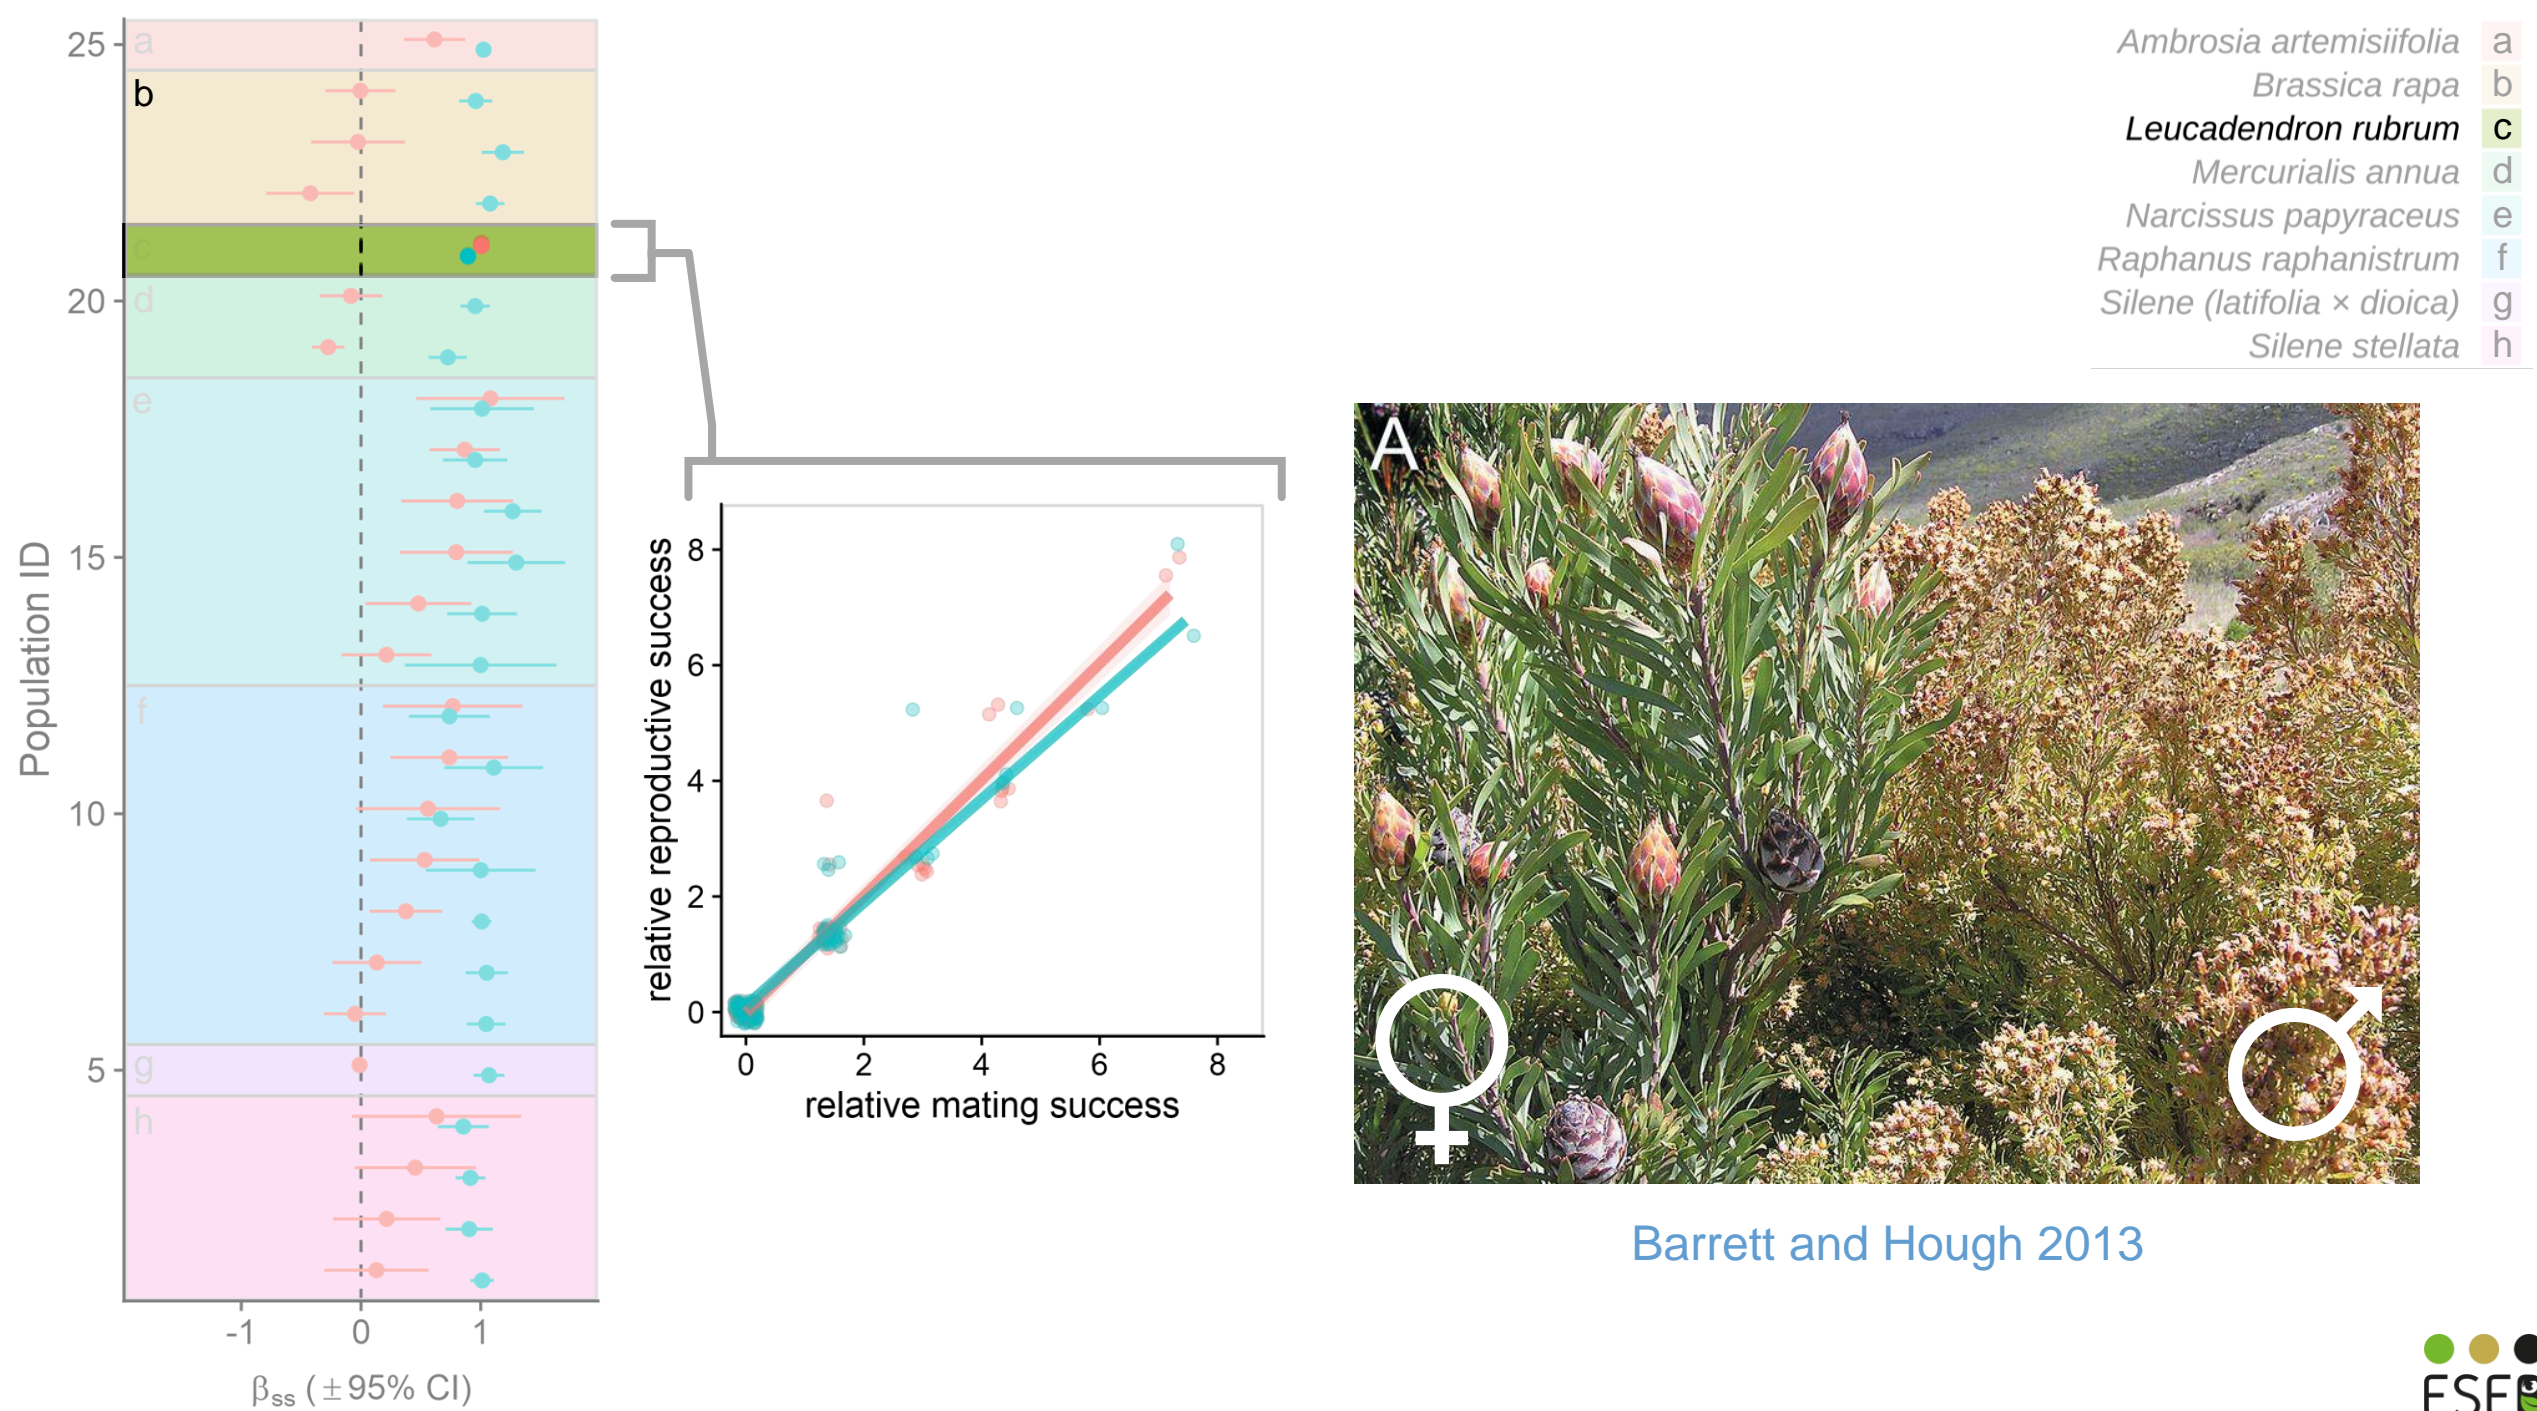 25
20
15
10
5
Population ID
a
b
c
d
e
f
g
h
-1 0 1
βss (±95% CI)
8
6
4
2
0
relative reproductive success
0 2 4 6 8
relative mating success
Ambrosia artemisiifolia a
Brassica rapa b
Leucadendron rubrum c
Mercurialis annua d
Narcissus papyraceus e
Raphanus raphanistrum f
Silene (latifolia × dioica) g
Silene stellata h
A
Barrett and Hough 2013